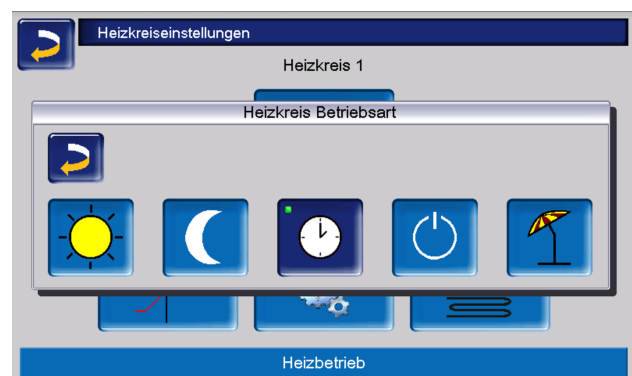 Heizkreiseinstellungen
Heizkreis 1
Heizkreis Betriebsart
Heizbetrieb